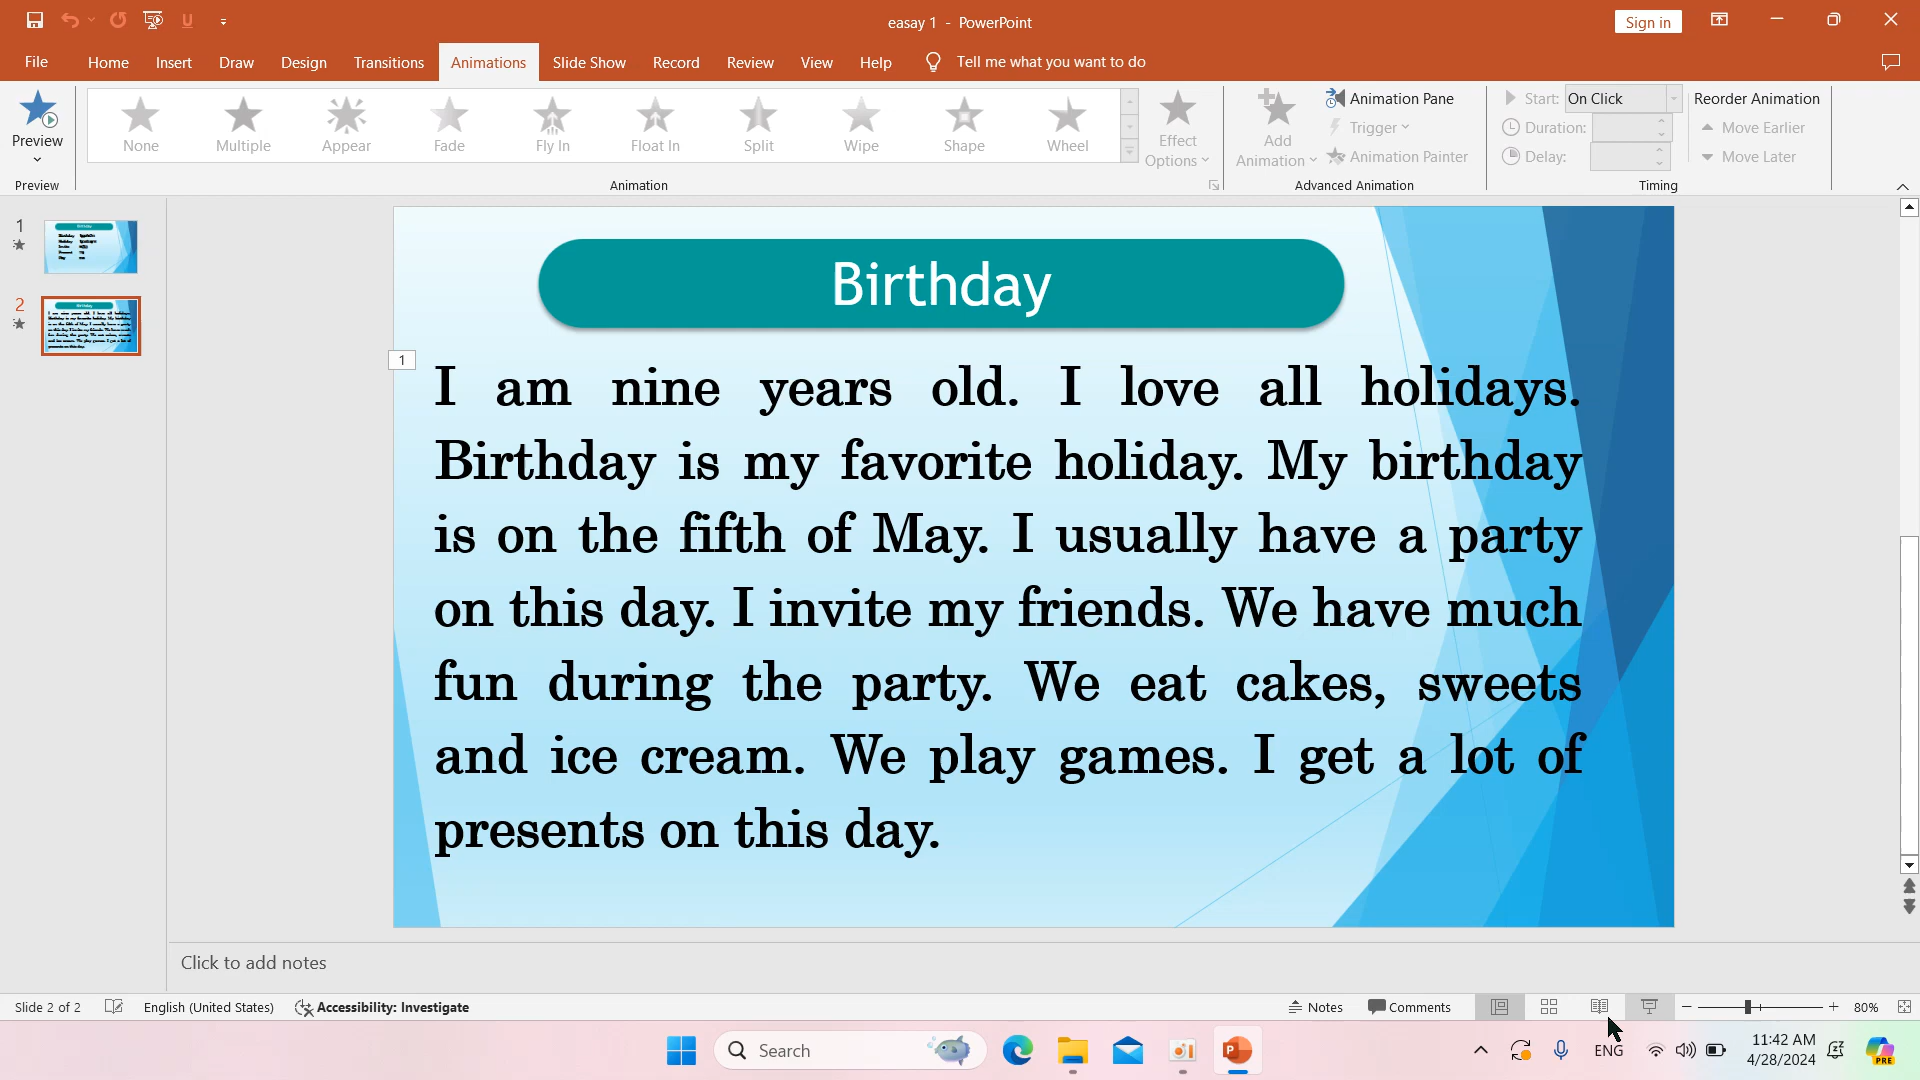 easay 1 - PowerPoint
Sign in
File Home Insert Draw Design Transitions Animations Slide Show Record Review View Help Tell me what you want to do
Preview
None Multiple Appear Fade Fly In Float In Split Wipe Shape Wheel
Effect Options
Add Animation
Animation Pane
Trigger
Animation Painter
Start: On Click
Duration:
Delay:
Reorder Animation
Move Earlier
Move Later
Preview Animation Advanced Animation Timing
1
2
Birthday
1
I am nine years old. I love all holidays.
Birthday is my favorite holiday. My birthday
is on the fifth of May. I usually have a party
on this day. I invite my friends. We have much
fun during the party. We eat cakes, sweets
and ice cream. We play games. I get a lot of
presents on this day.
Click to add notes
Slide 2 of 2 English (United States) Accessibility: Investigate Notes Comments 80%
Search
ENG
11:42 AM
4/28/2024
PRE